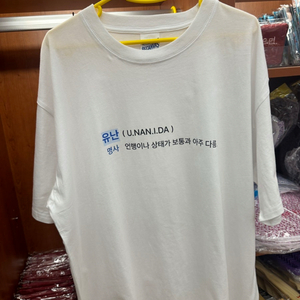 유난 ( U.NAN.I.DA )
명사 언행이나 상태가 보통과 아주 다름